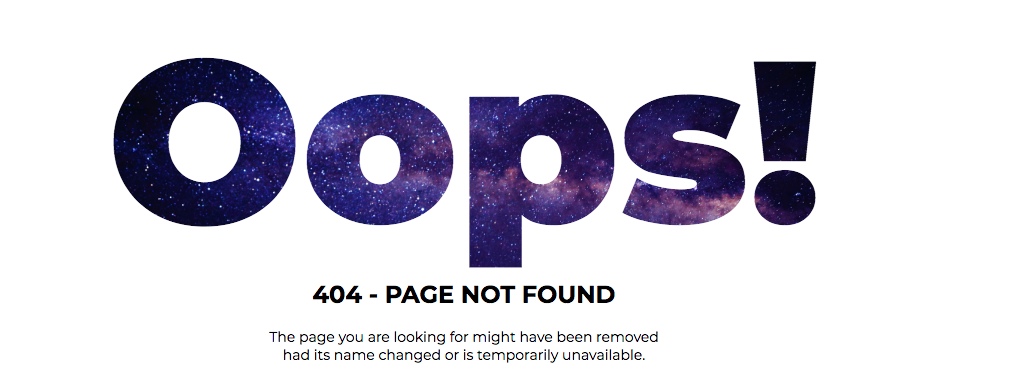 Oops!
404 - PAGE NOT FOUND
The page you are looking for might have been removed
had its name changed or is temporarily unavailable.